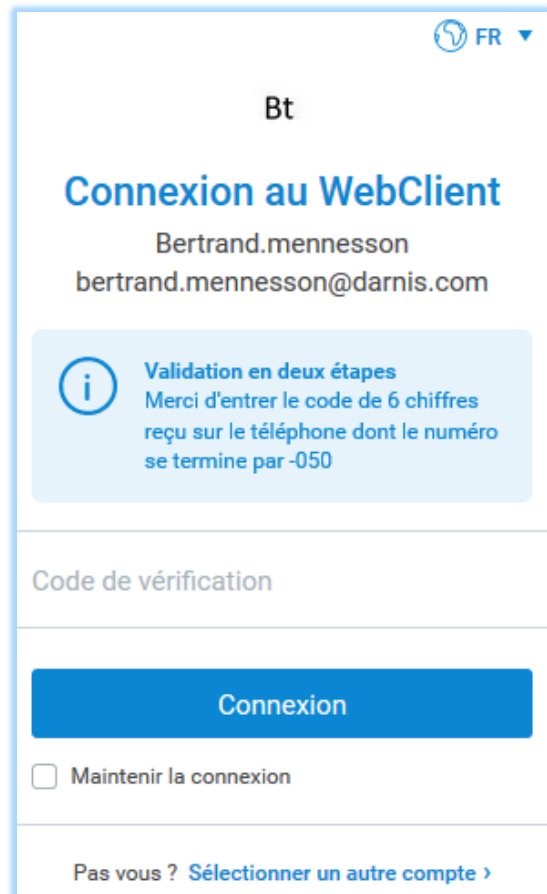 FR
Bt
Connexion au WebClient
Bertrand.mennesson
bertrand.mennesson@darnis.com
Validation en deux étapes
Merci d'entrer le code de 6 chiffres
reçu sur le téléphone dont le numéro
se termine par -050
Code de vérification
Connexion
Maintenir la connexion
Pas vous ? Sélectionner un autre compte ›